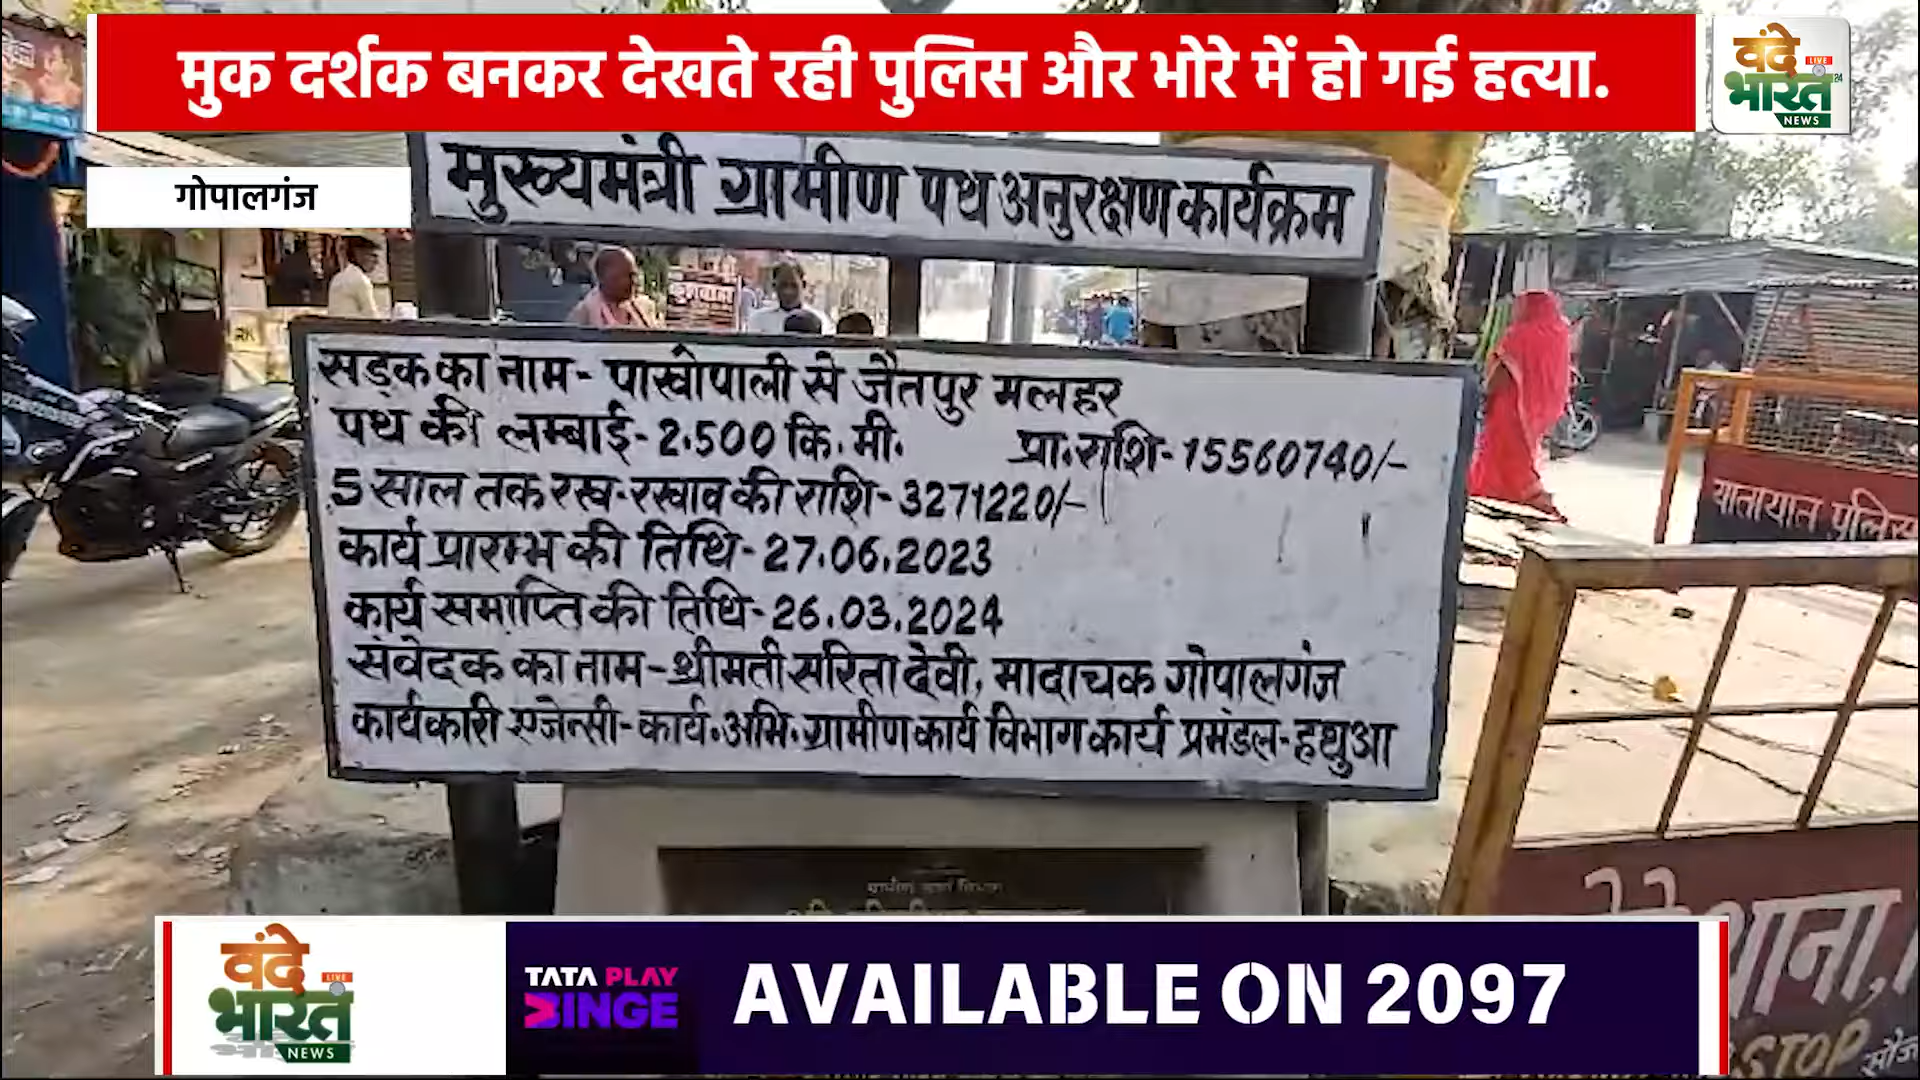 मुक दर्शक बनकर देखते रही पुलिस और भोरे में हो गई हत्या.
वंदे
LIVE
भारत 24
NEWS
गोपालगंज
मुख्यमंत्री ग्रामीण पथ अनुरक्षण कार्यक्रम
सड़क का नाम- पाखोपाली से जैतपुर मलहर
पथ की लम्बाई- 2.500 कि.मी. प्रा.राशि-15560740/-
5 साल तक रख-रखाव की राशि-3271220/-
कार्य प्रारम्भ की तिथि-27.06.2023
कार्य समाप्ति की तिथि-26.03.2024
संवेदक का नाम-श्रीमती सरिता देवी, मादाचक गोपालगंज
कार्यकारी एजेन्सी-कार्य.अभि.ग्रामीण कार्य विभाग कार्य प्रमंडल-हथुआ
यातायात पुलिस
थाना,
STOP
वंदे
LIVE
भारत
NEWS
TATA PLAY
BINGE
AVAILABLE ON 2097